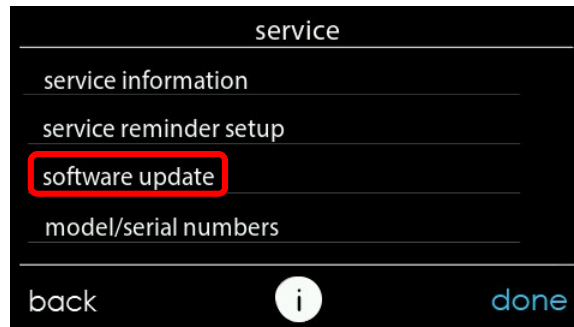 service
service information
service reminder setup
software update
model/serial numbers
back i done